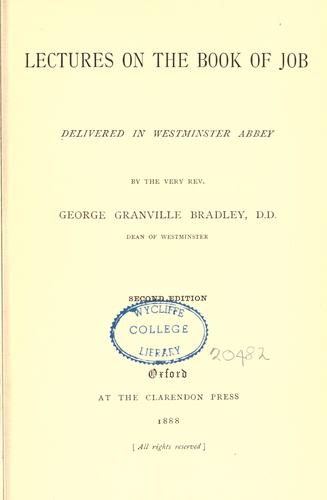 LECTURES ON THE BOOK OF JOB
DELIVERED IN WESTMINSTER ABBEY
BY THE VERY REV.
GEORGE GRANVILLE BRADLEY, D.D.
DEAN OF WESTMINSTER
SECOND EDITION
WYCLIFFE
COLLEGE
LIBRARY
20482
Oxford
AT THE CLARENDON PRESS
1888
[ All rights reserved ]